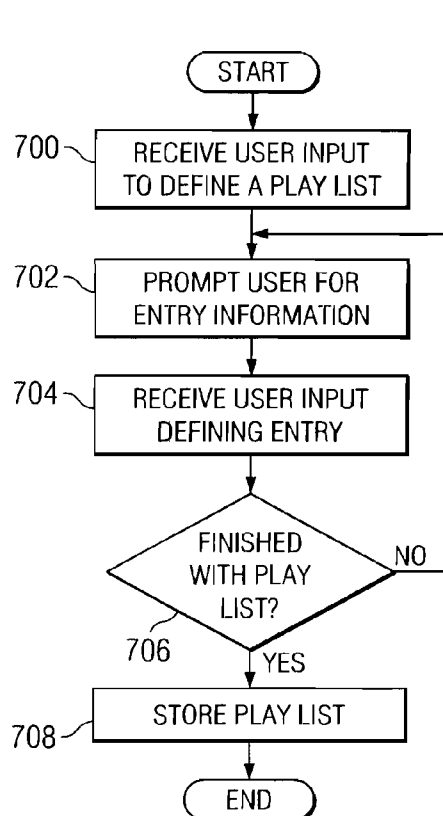 START
700
RECEIVE USER INPUT
TO DEFINE A PLAY LIST
702
PROMPT USER FOR
ENTRY INFORMATION
704
RECEIVE USER INPUT
DEFINING ENTRY
FINISHED
WITH PLAY
LIST?
NO
706
YES
STORE PLAY LIST
708
END